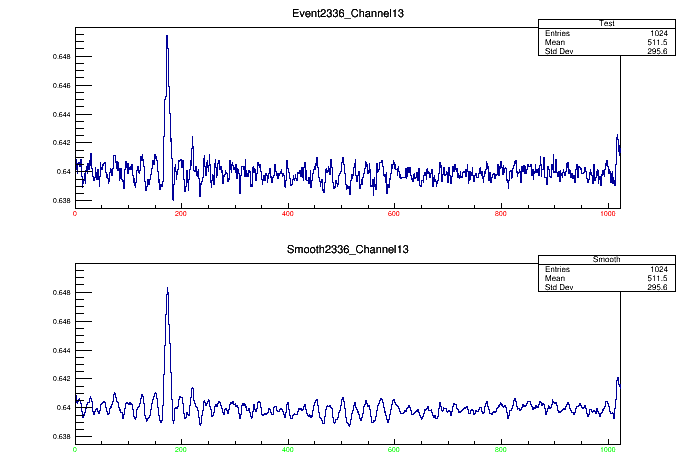 Event2336_Channel13
Test
Entries 1024
Mean 511.5
Std Dev 295.6
0.648
0.646
0.644
0.642
0.64
0.638
0 200 400 600 800 1000
Smooth2336_Channel13
Smooth
Entries 1024
Mean 511.5
Std Dev 295.6
0.648
0.646
0.644
0.642
0.64
0.638
0 200 400 600 800 1000